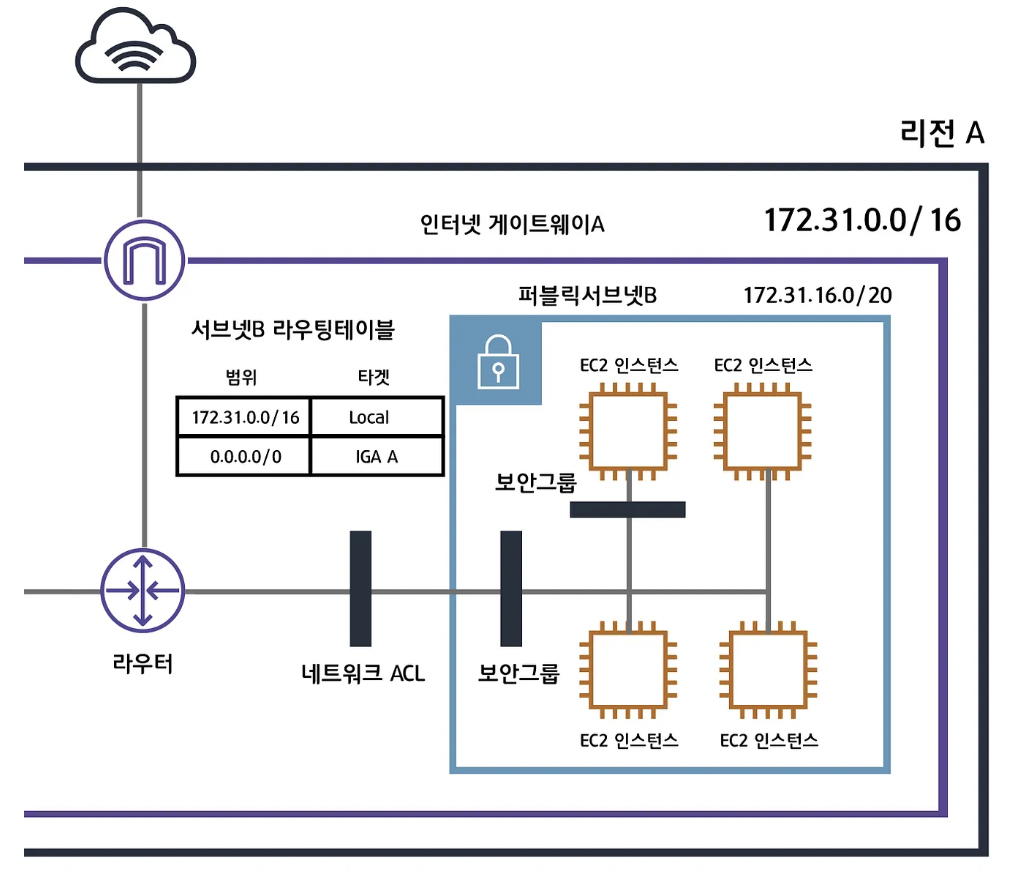 리전 A
인터넷 게이트웨이A
172.31.0.0/ 16
퍼블릭서브넷B
172.31.16.0/20
서브넷B 라우팅테이블
범위 타겟
172.31.0.0/16 Local
0.0.0.0/0 IGA A
EC2 인스턴스
EC2 인스턴스
보안그룹
라우터
네트워크 ACL
보안그룹
EC2 인스턴스
EC2 인스턴스